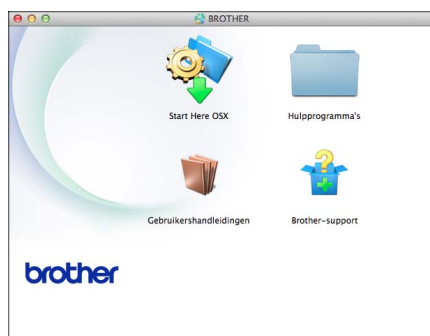 BROTHER
Start Here OSX
Hulpprogramma's
Gebruikershandleidingen
Brother-support
brother